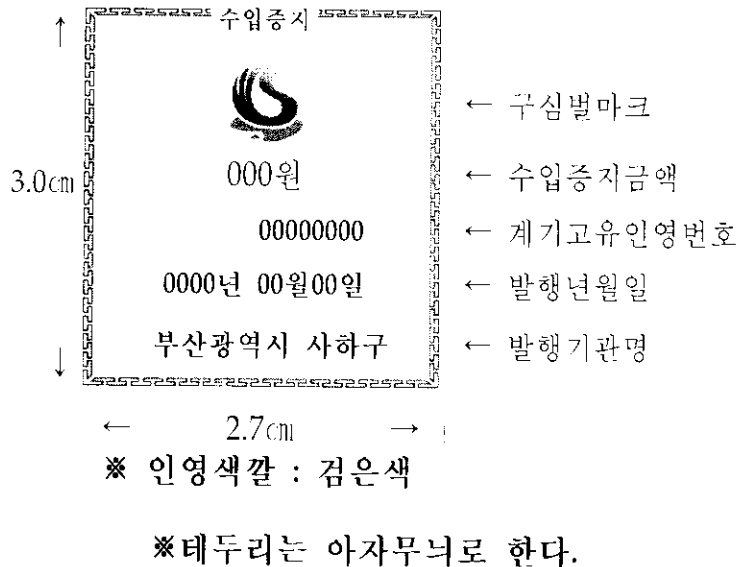 수입증지
← 구심벌마크
3.0㎝
000원 ← 수입증지금액
00000000 ← 계기고유인영번호
0000년 00월00일 ← 발행년월일
부산광역시 사하구 ← 발행기관명
← 2.7㎝ →
※ 인영색깔 : 검은색
※테두리는 아자무늬로 한다.